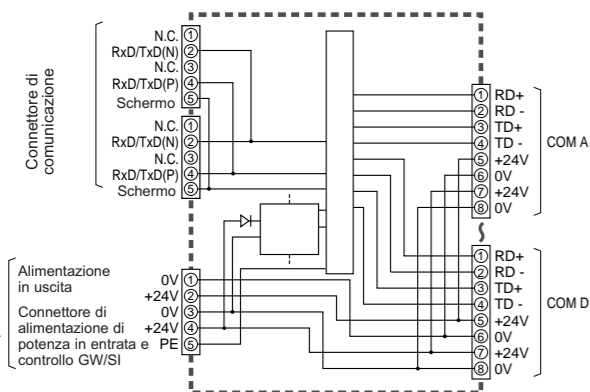 Connettore di
comunicazione
N.C. ①
RxD/TxD(N) ②
N.C. ③
RxD/TxD(P) ④
Schermo ⑤
N.C. ①
RxD/TxD(N) ②
N.C. ③
RxD/TxD(P) ④
Schermo ⑤
Alimentazione
in uscita
Connettore di
alimentazione di
potenza in entrata e
controllo GW/SI
0V ①
+24V ②
0V ③
+24V ④
PE ⑤
① RD+
② RD -
③ TD+
④ TD -
⑤ +24V
⑥ 0V
⑦ +24V
⑧ 0V
COM A
① RD+
② RD -
③ TD+
④ TD -
⑤ +24V
⑥ 0V
⑦ +24V
⑧ 0V
COM D